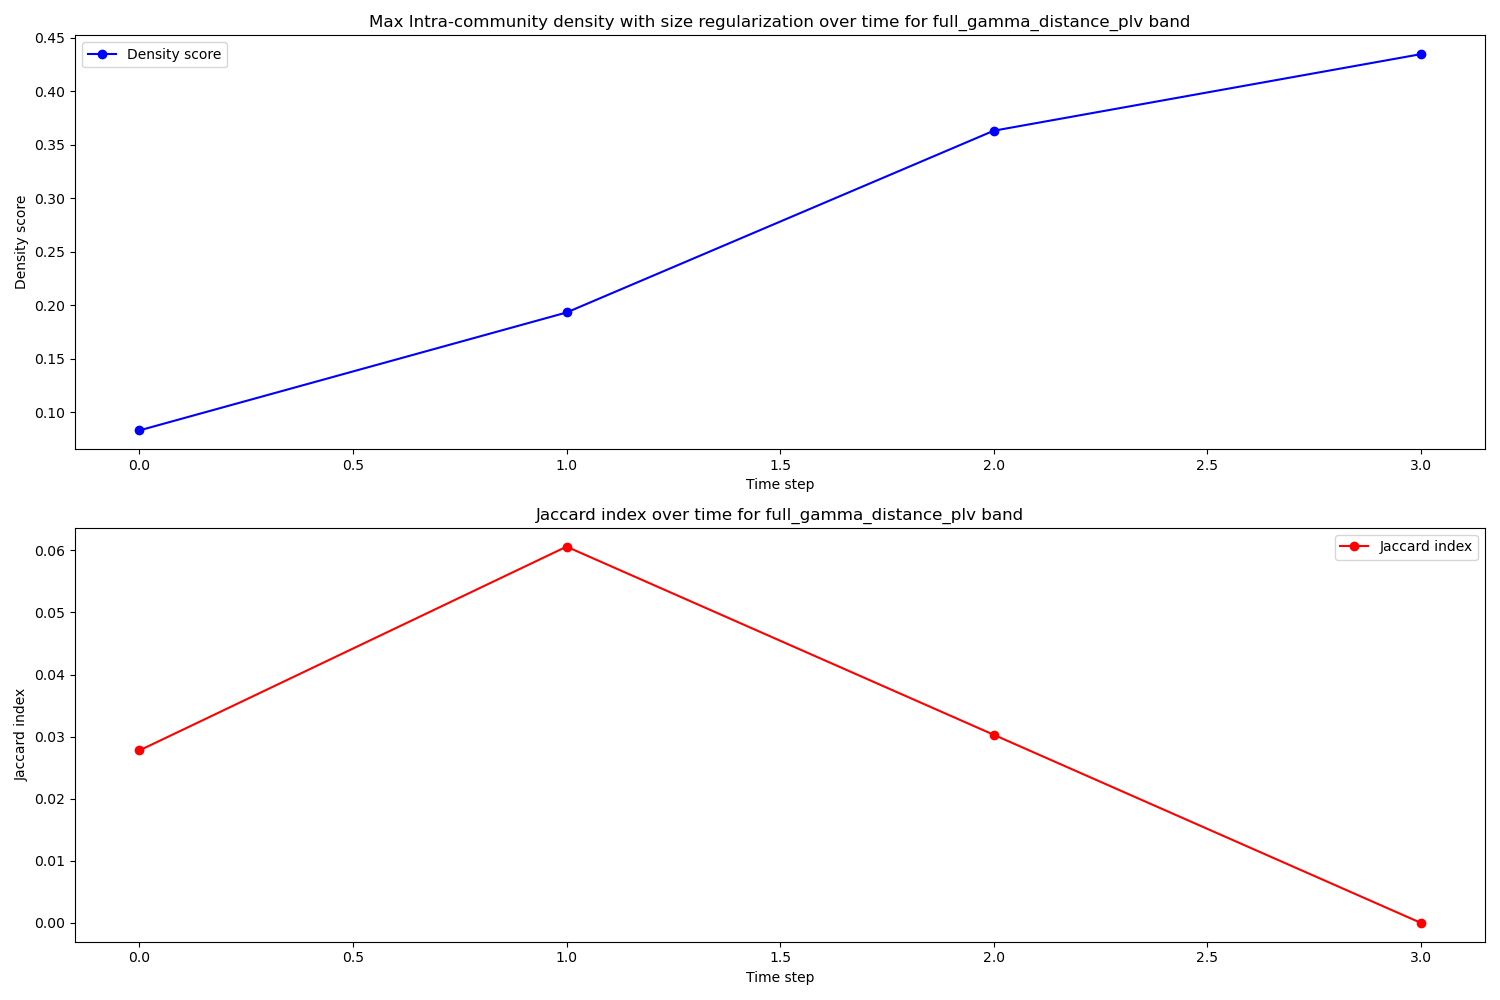 Max Intra-community density with size regularization over time for full_gamma_distance_plv band
Density score
0.45
0.40
0.35
0.30
0.25
0.20
0.15
0.10
Density score
0.0 0.5 1.0 1.5 2.0 2.5 3.0
Time step
Jaccard index over time for full_gamma_distance_plv band
Jaccard index
0.06
0.05
0.04
0.03
0.02
0.01
0.00
Jaccard index
0.0 0.5 1.0 1.5 2.0 2.5 3.0
Time step